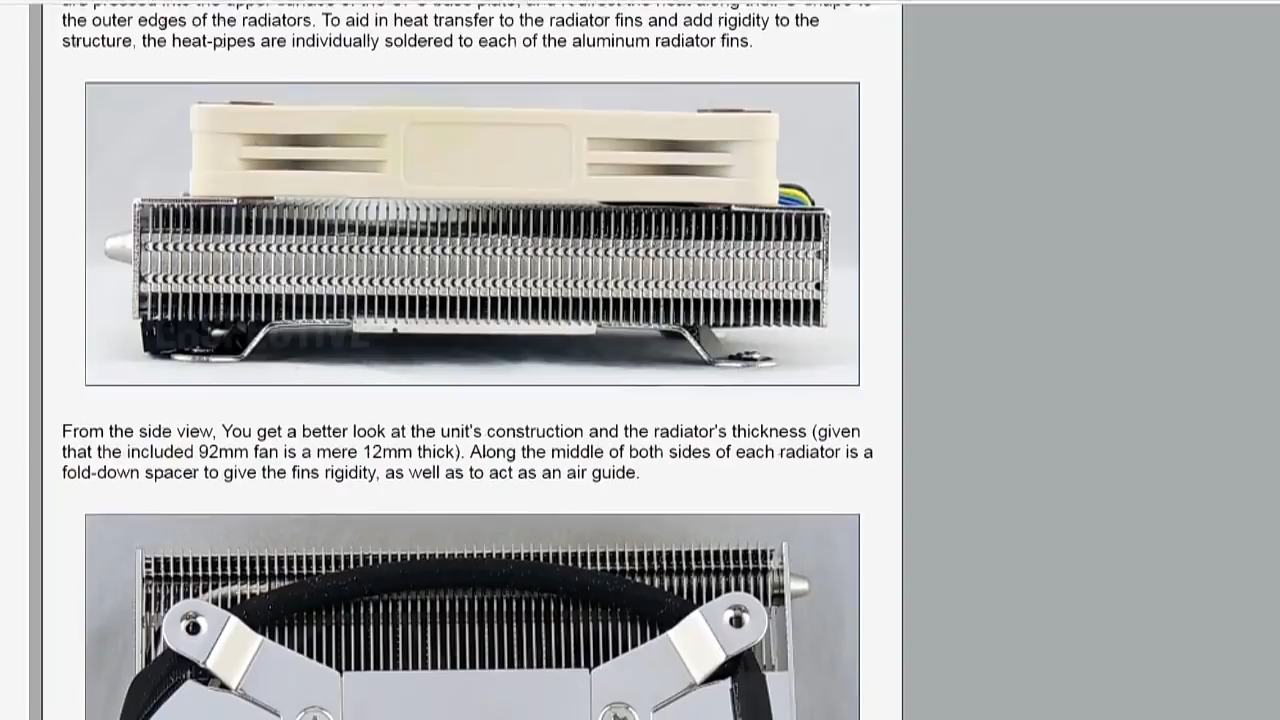 the outer edges of the radiators. To aid in heat transfer to the radiator fins and add rigidity to the
structure, the heat-pipes are individually soldered to each of the aluminum radiator fins.
From the side view, You get a better look at the unit's construction and the radiator's thickness (given
that the included 92mm fan is a mere 12mm thick). Along the middle of both sides of each radiator is a
fold-down spacer to give the fins rigidity, as well as to act as an air guide.